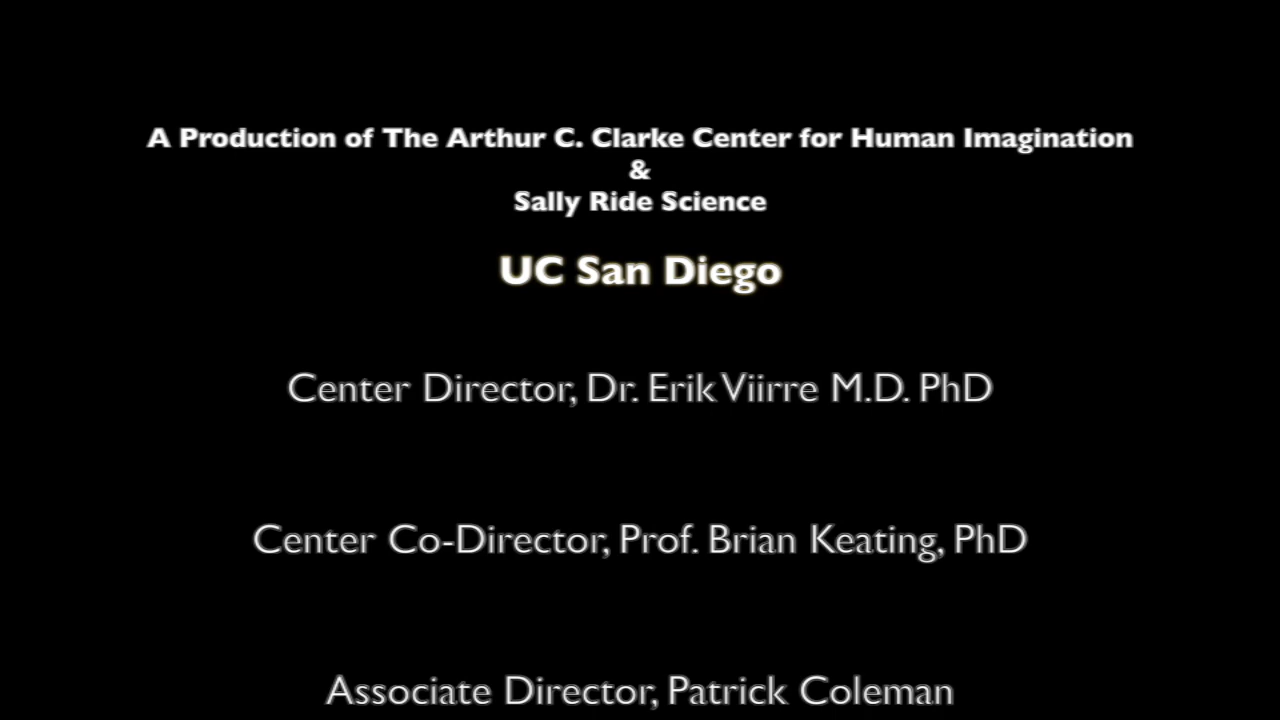 A Production of The Arthur C. Clarke Center for Human Imagination
&
Sally Ride Science
UC San Diego
Center Director, Dr. Erik Viirre M.D. PhD
Center Co-Director, Prof. Brian Keating, PhD
Associate Director, Patrick Coleman